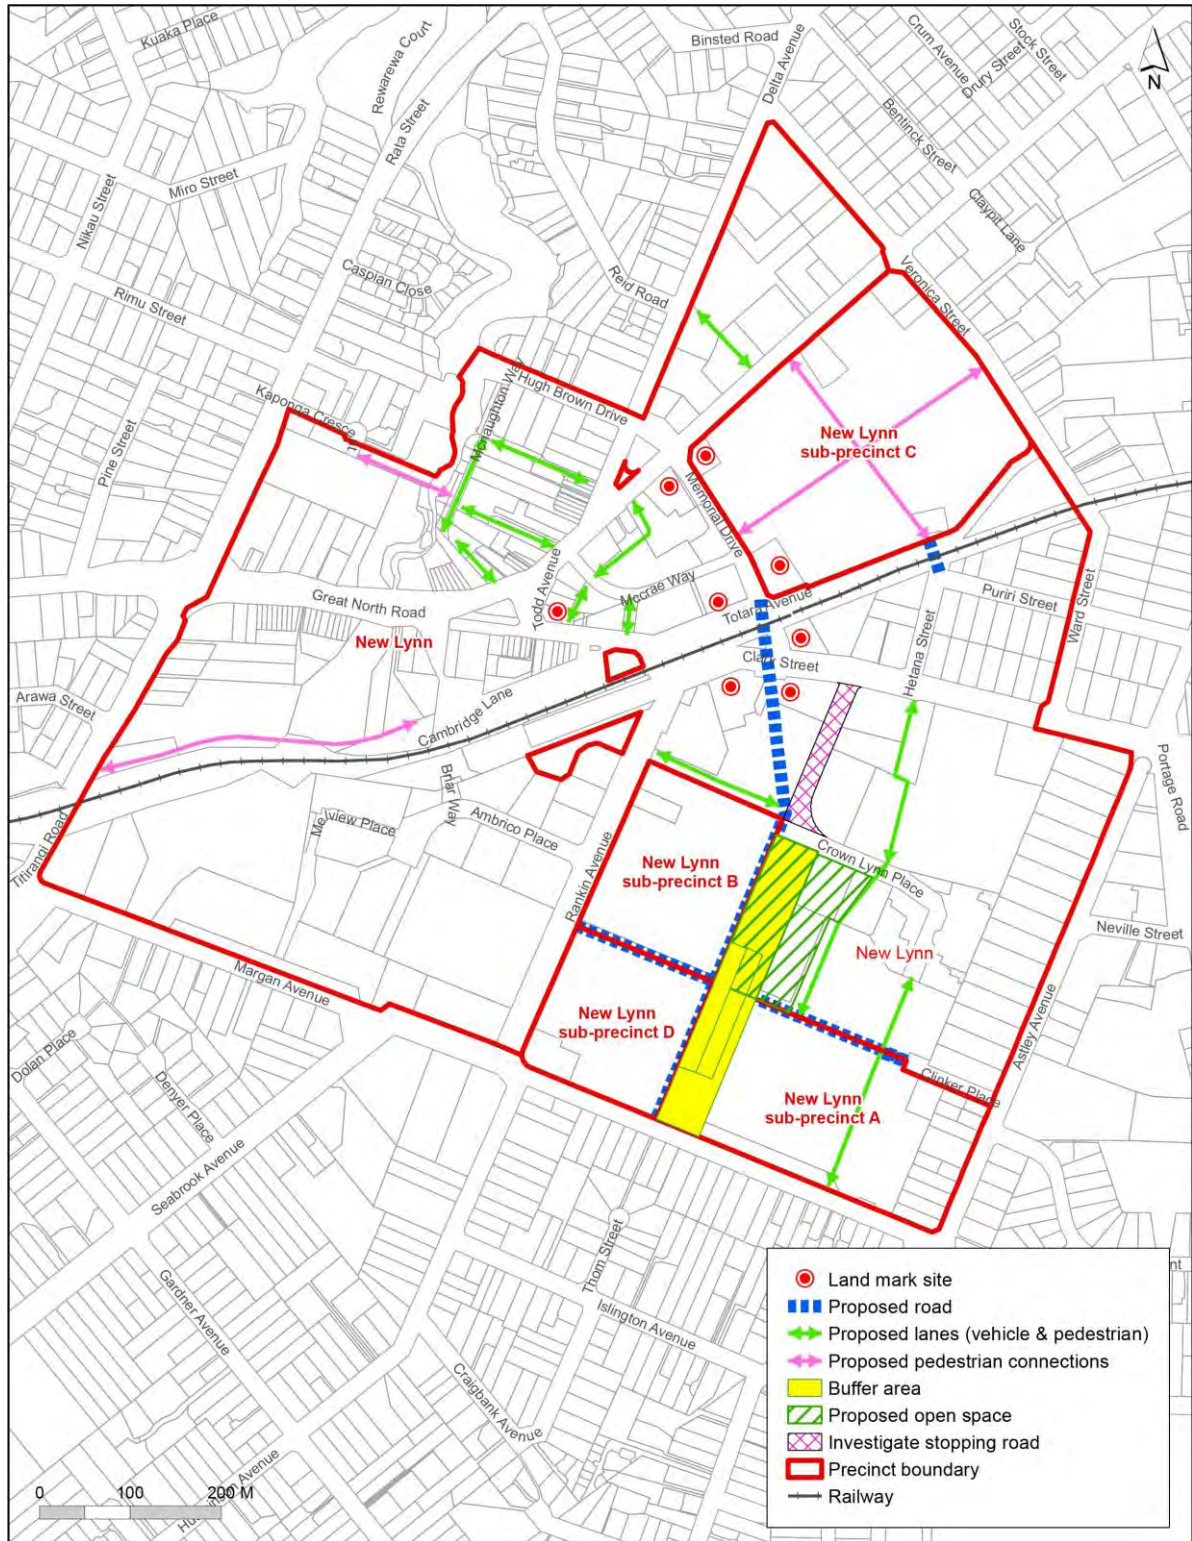 Kuaka Place
Rewarewa Court
Rata Street
Binsted Road
Delta Avenue
Crum Avenue
Stock Street
Drury Street
Bentinck Street
N
Claypit Lane
Nikau Street
Miro Street
Caspian Close
Reid Road
Veronica Street
Rimu Street
Kaponga Cresce
Mcnaughton Way
Hugh Brown Drive
Pine Street
New Lynn
sub-precinct C
Memorial Drive
Great North Road
Todd Avenue
Mccrae Way
Totara Avenue
Puriri Street
Ward Street
New Lynn
Clark Street
Hetana Street
Arawa Street
Cambridge Lane
Portage Road
Titirangi Road
Briar Way
Ambrico Place
Rankin Avenue
New Lynn
sub-precinct B
Crown Lynn Place
Neville Street
New Lynn
Margan Avenue
New Lynn
sub-precinct D
Astley Avenue
Clinker Place
Dolan Place
Denyer Place
New Lynn
sub-precinct A
Seabrook Avenue
Thom Street
Gardner Avenue
Islington Avenue
Craigbank Avenue
Land mark site
Proposed road
Proposed lanes (vehicle & pedestrian)
Proposed pedestrian connections
Buffer area
Proposed open space
Investigate stopping road
Precinct boundary
Railway
0 100 200 M